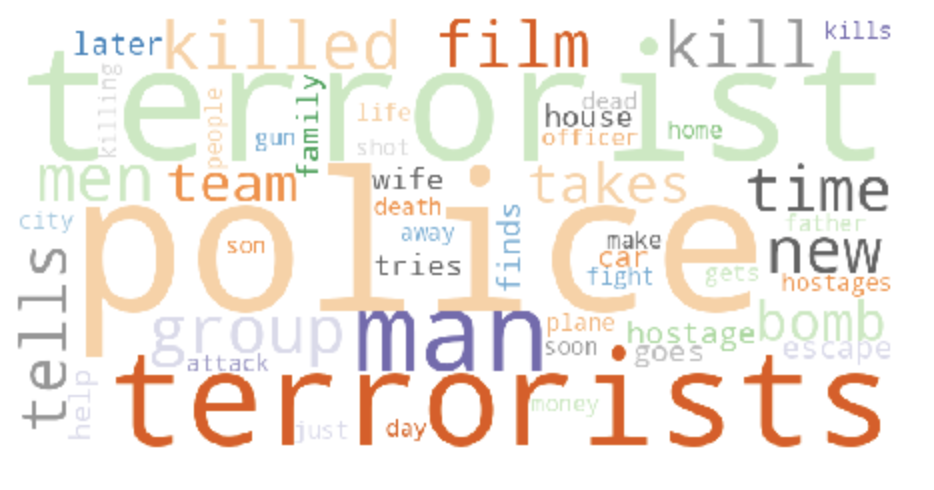 later killed film kill kills
terrorist
killing people gun family life shot dead house officer home
men team wife takes time
city son death away finds father
police
tries make car fight gets new
tells hostages
group man plane hostage bomb
attack soon goes escape
terrorists
help just day money